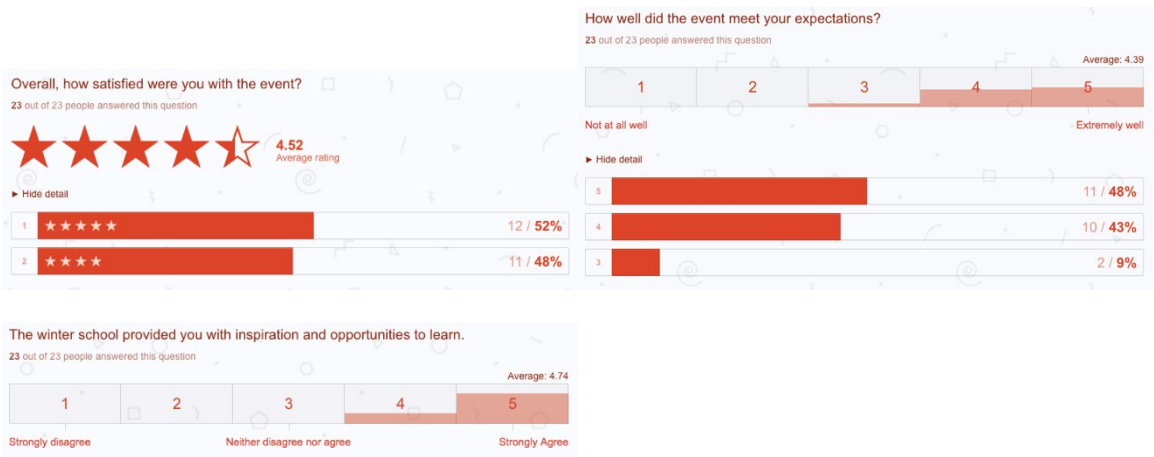 Overall, how satisfied were you with the event?
23 out of 23 people answered this question
4.52
Average rating
► Hide detail
1 12 / 52%
2 11 / 48%
How well did the event meet your expectations?
23 out of 23 people answered this question
Average: 4.39
1 2 3 4 5
Not at all well Extremely well
► Hide detail
5 11 / 48%
4 10 / 43%
3 2 / 9%
The winter school provided you with inspiration and opportunities to learn.
23 out of 23 people answered this question
Average: 4.74
1 2 3 4 5
Strongly disagree Neither disagree nor agree Strongly Agree